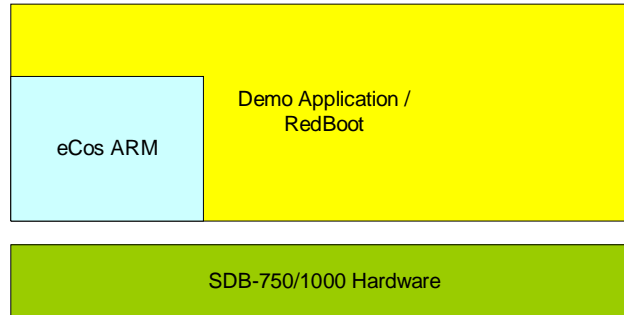 Demo Application /
RedBoot
eCos ARM
SDB-750/1000 Hardware